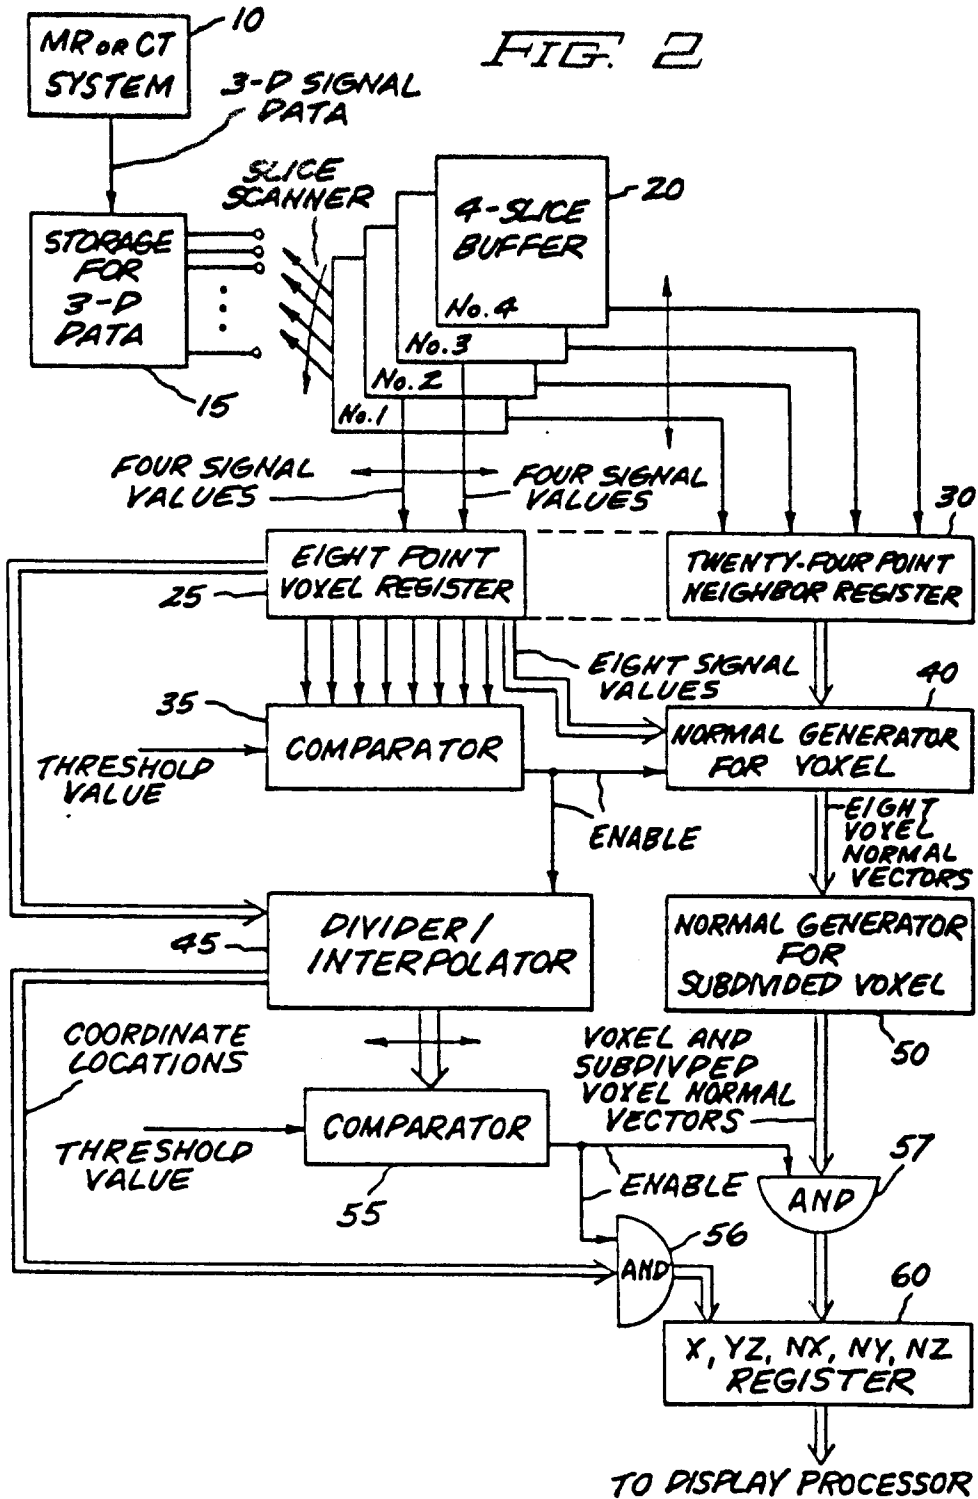 FIG. 2
10
MR OR CT
SYSTEM
3-D SIGNAL
DATA
SLICE
SCANNER
STORAGE
FOR
3-D
DATA
15
4-SLICE
BUFFER
20
No.4
No.3
No.2
No.1
FOUR SIGNAL
VALUES
FOUR SIGNAL
VALUES
EIGHT POINT
VOXEL REGISTER
25
30
TWENTY-FOUR POINT
NEIGHBOR REGISTER
EIGHT SIGNAL
VALUES
35
COMPARATOR
THRESHOLD
VALUE
40
NORMAL GENERATOR
FOR VOXEL
ENABLE
EIGHT
VOXEL
NORMAL
VECTORS
45
DIVIDER/
INTERPOLATOR
NORMAL GENERATOR
FOR
SUBDIVIDED VOXEL
50
COORDINATE
LOCATIONS
VOXEL AND
SUBDIVPED
VOXEL NORMAL
VECTORS
COMPARATOR
THRESHOLD
VALUE
55
ENABLE
57
AND
56
AND
60
X, YZ, NX, NY, NZ
REGISTER
TO DISPLAY PROCESSOR